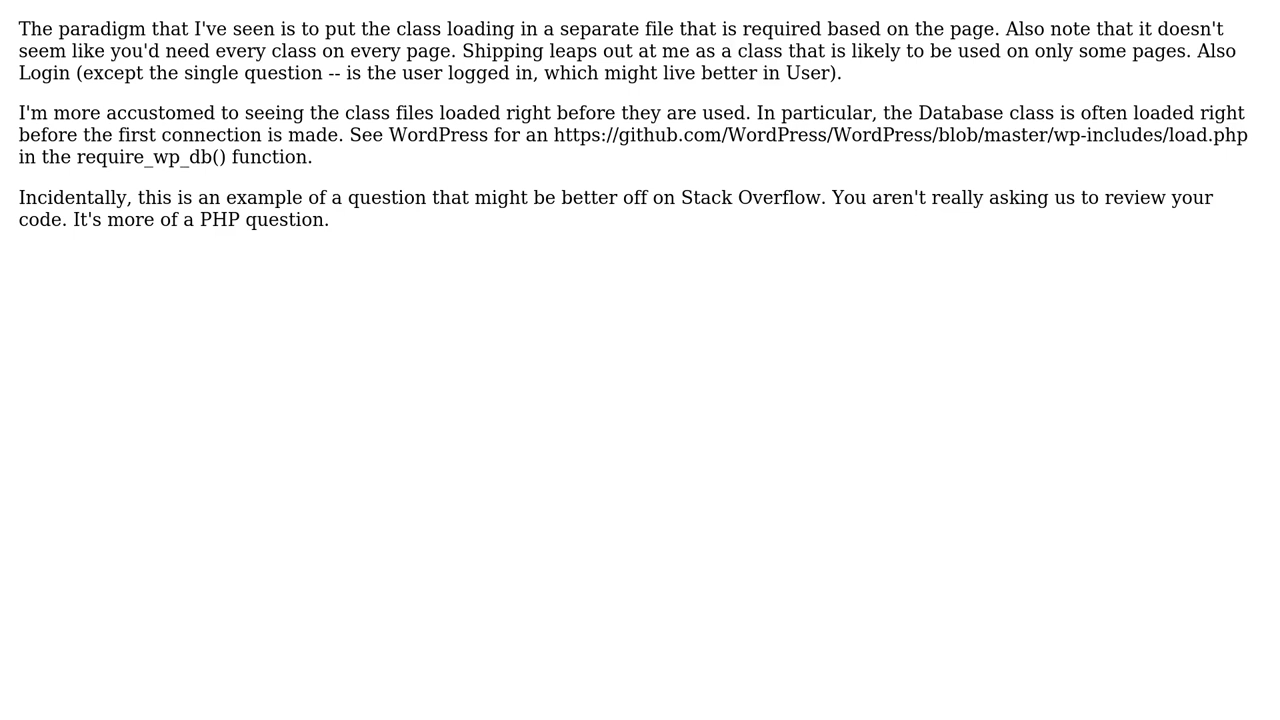 The paradigm that I've seen is to put the class loading in a separate file that is required based on the page. Also note that it doesn't
seem like you'd need every class on every page. Shipping leaps out at me as a class that is likely to be used on only some pages. Also
Login (except the single question -- is the user logged in, which might live better in User).
I'm more accustomed to seeing the class files loaded right before they are used. In particular, the Database class is often loaded right
before the first connection is made. See WordPress for an https://github.com/WordPress/WordPress/blob/master/wp-includes/load.php
in the require_wp_db() function.
Incidentally, this is an example of a question that might be better off on Stack Overflow. You aren't really asking us to review your
code. It's more of a PHP question.